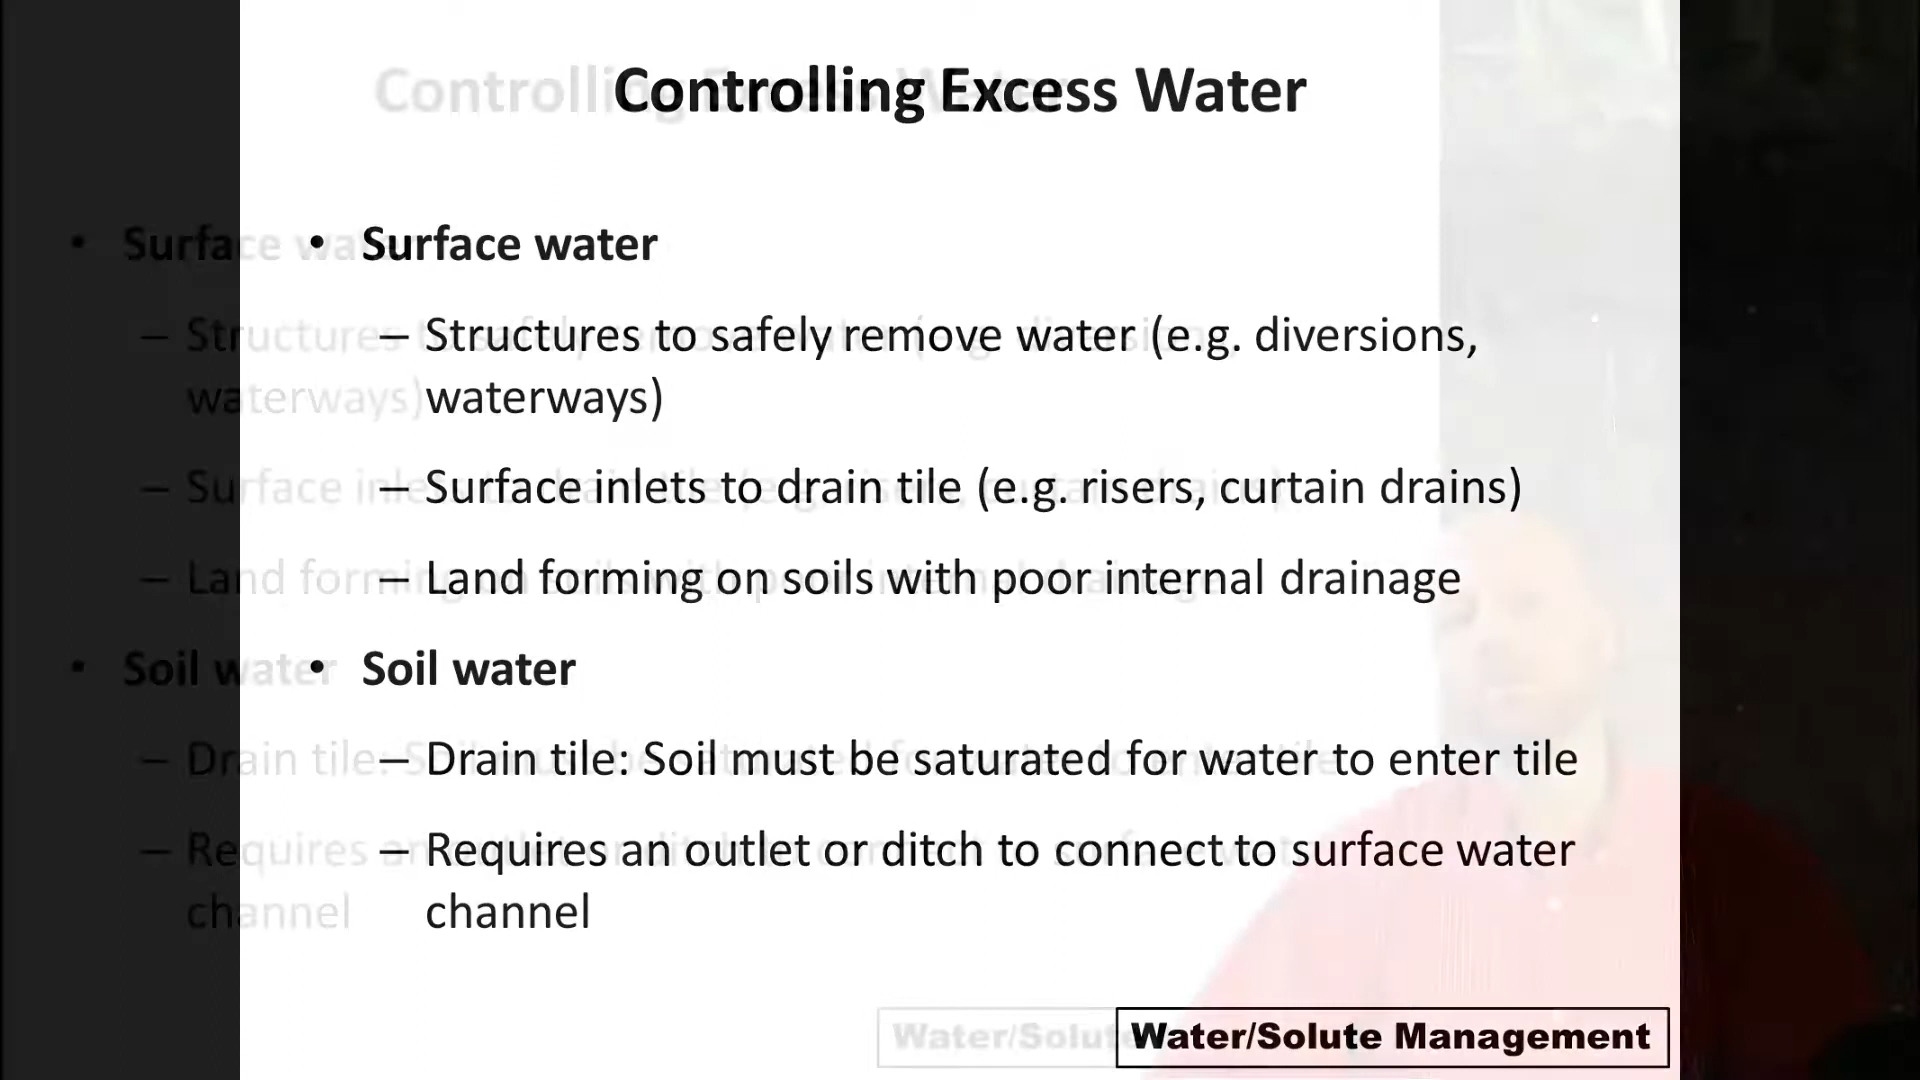 Controlling Excess Water
• Surface water
– Structures to safely remove water (e.g. diversions,
waterways)
– Surface inlets to drain tile (e.g. risers, curtain drains)
– Land forming on soils with poor internal drainage
• Soil water
– Drain tile: Soil must be saturated for water to enter tile
– Requires an outlet or ditch to connect to surface water
channel
Water/Solute Management